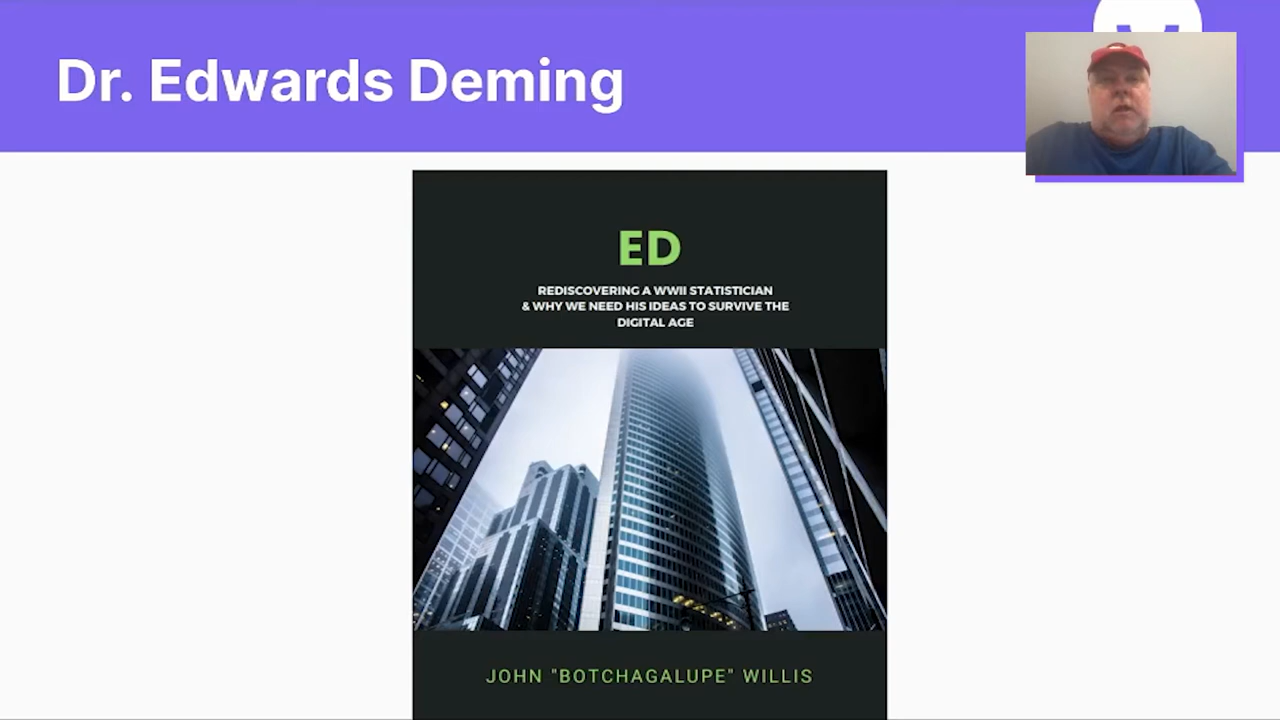 Dr. Edwards Deming
ED
REDISCOVERING A WWII STATISTICIAN
& WHY WE NEED HIS IDEAS TO SURVIVE THE
DIGITAL AGE
JOHN "BOTCHAGALUPE" WILLIS